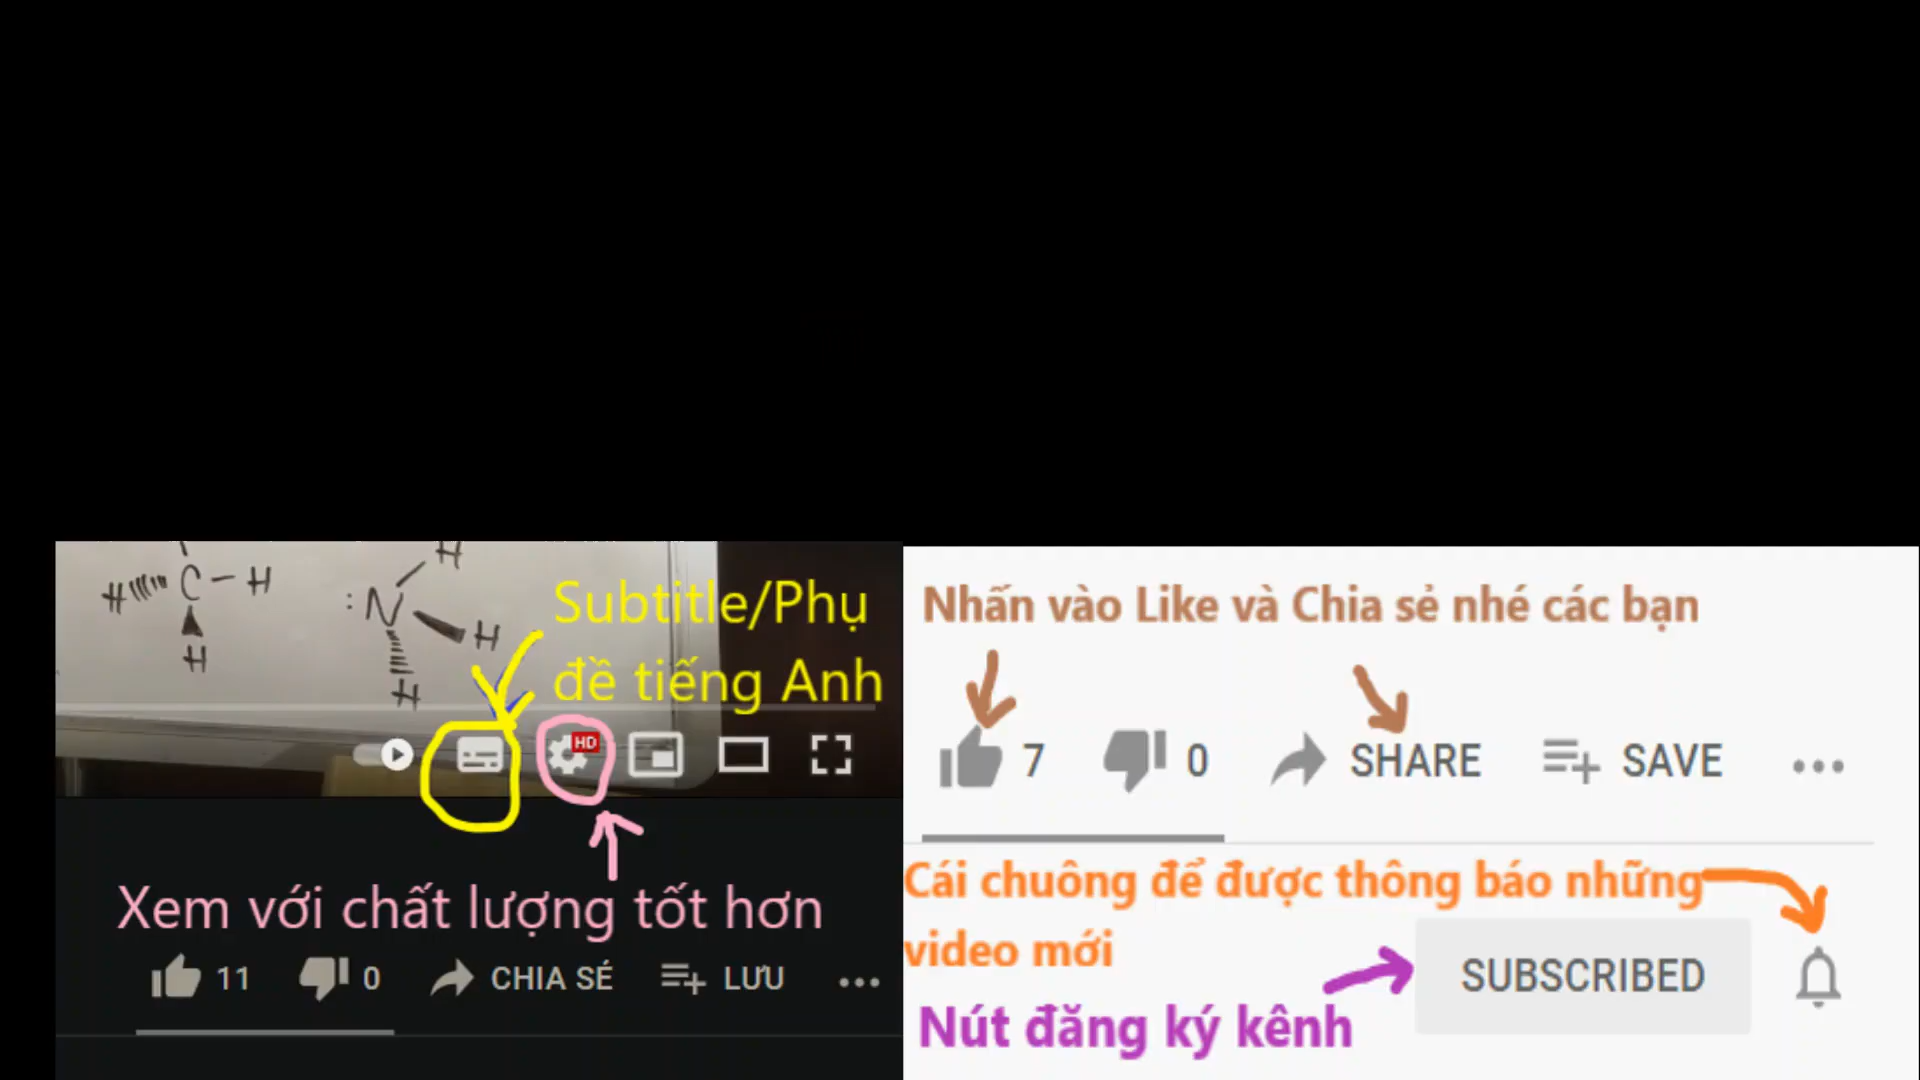 H
H C - H
: N
H
H
H
Subtitle/Phụ
đề tiếng Anh
HD
Xem với chất lượng tốt hơn
11 0 CHIA SẺ LƯU ...
Nhấn vào Like và Chia sẻ nhé các bạn
7 0 SHARE SAVE ...
Cái chuông để được thông báo những
video mới
SUBSCRIBED
Nút đăng ký kênh